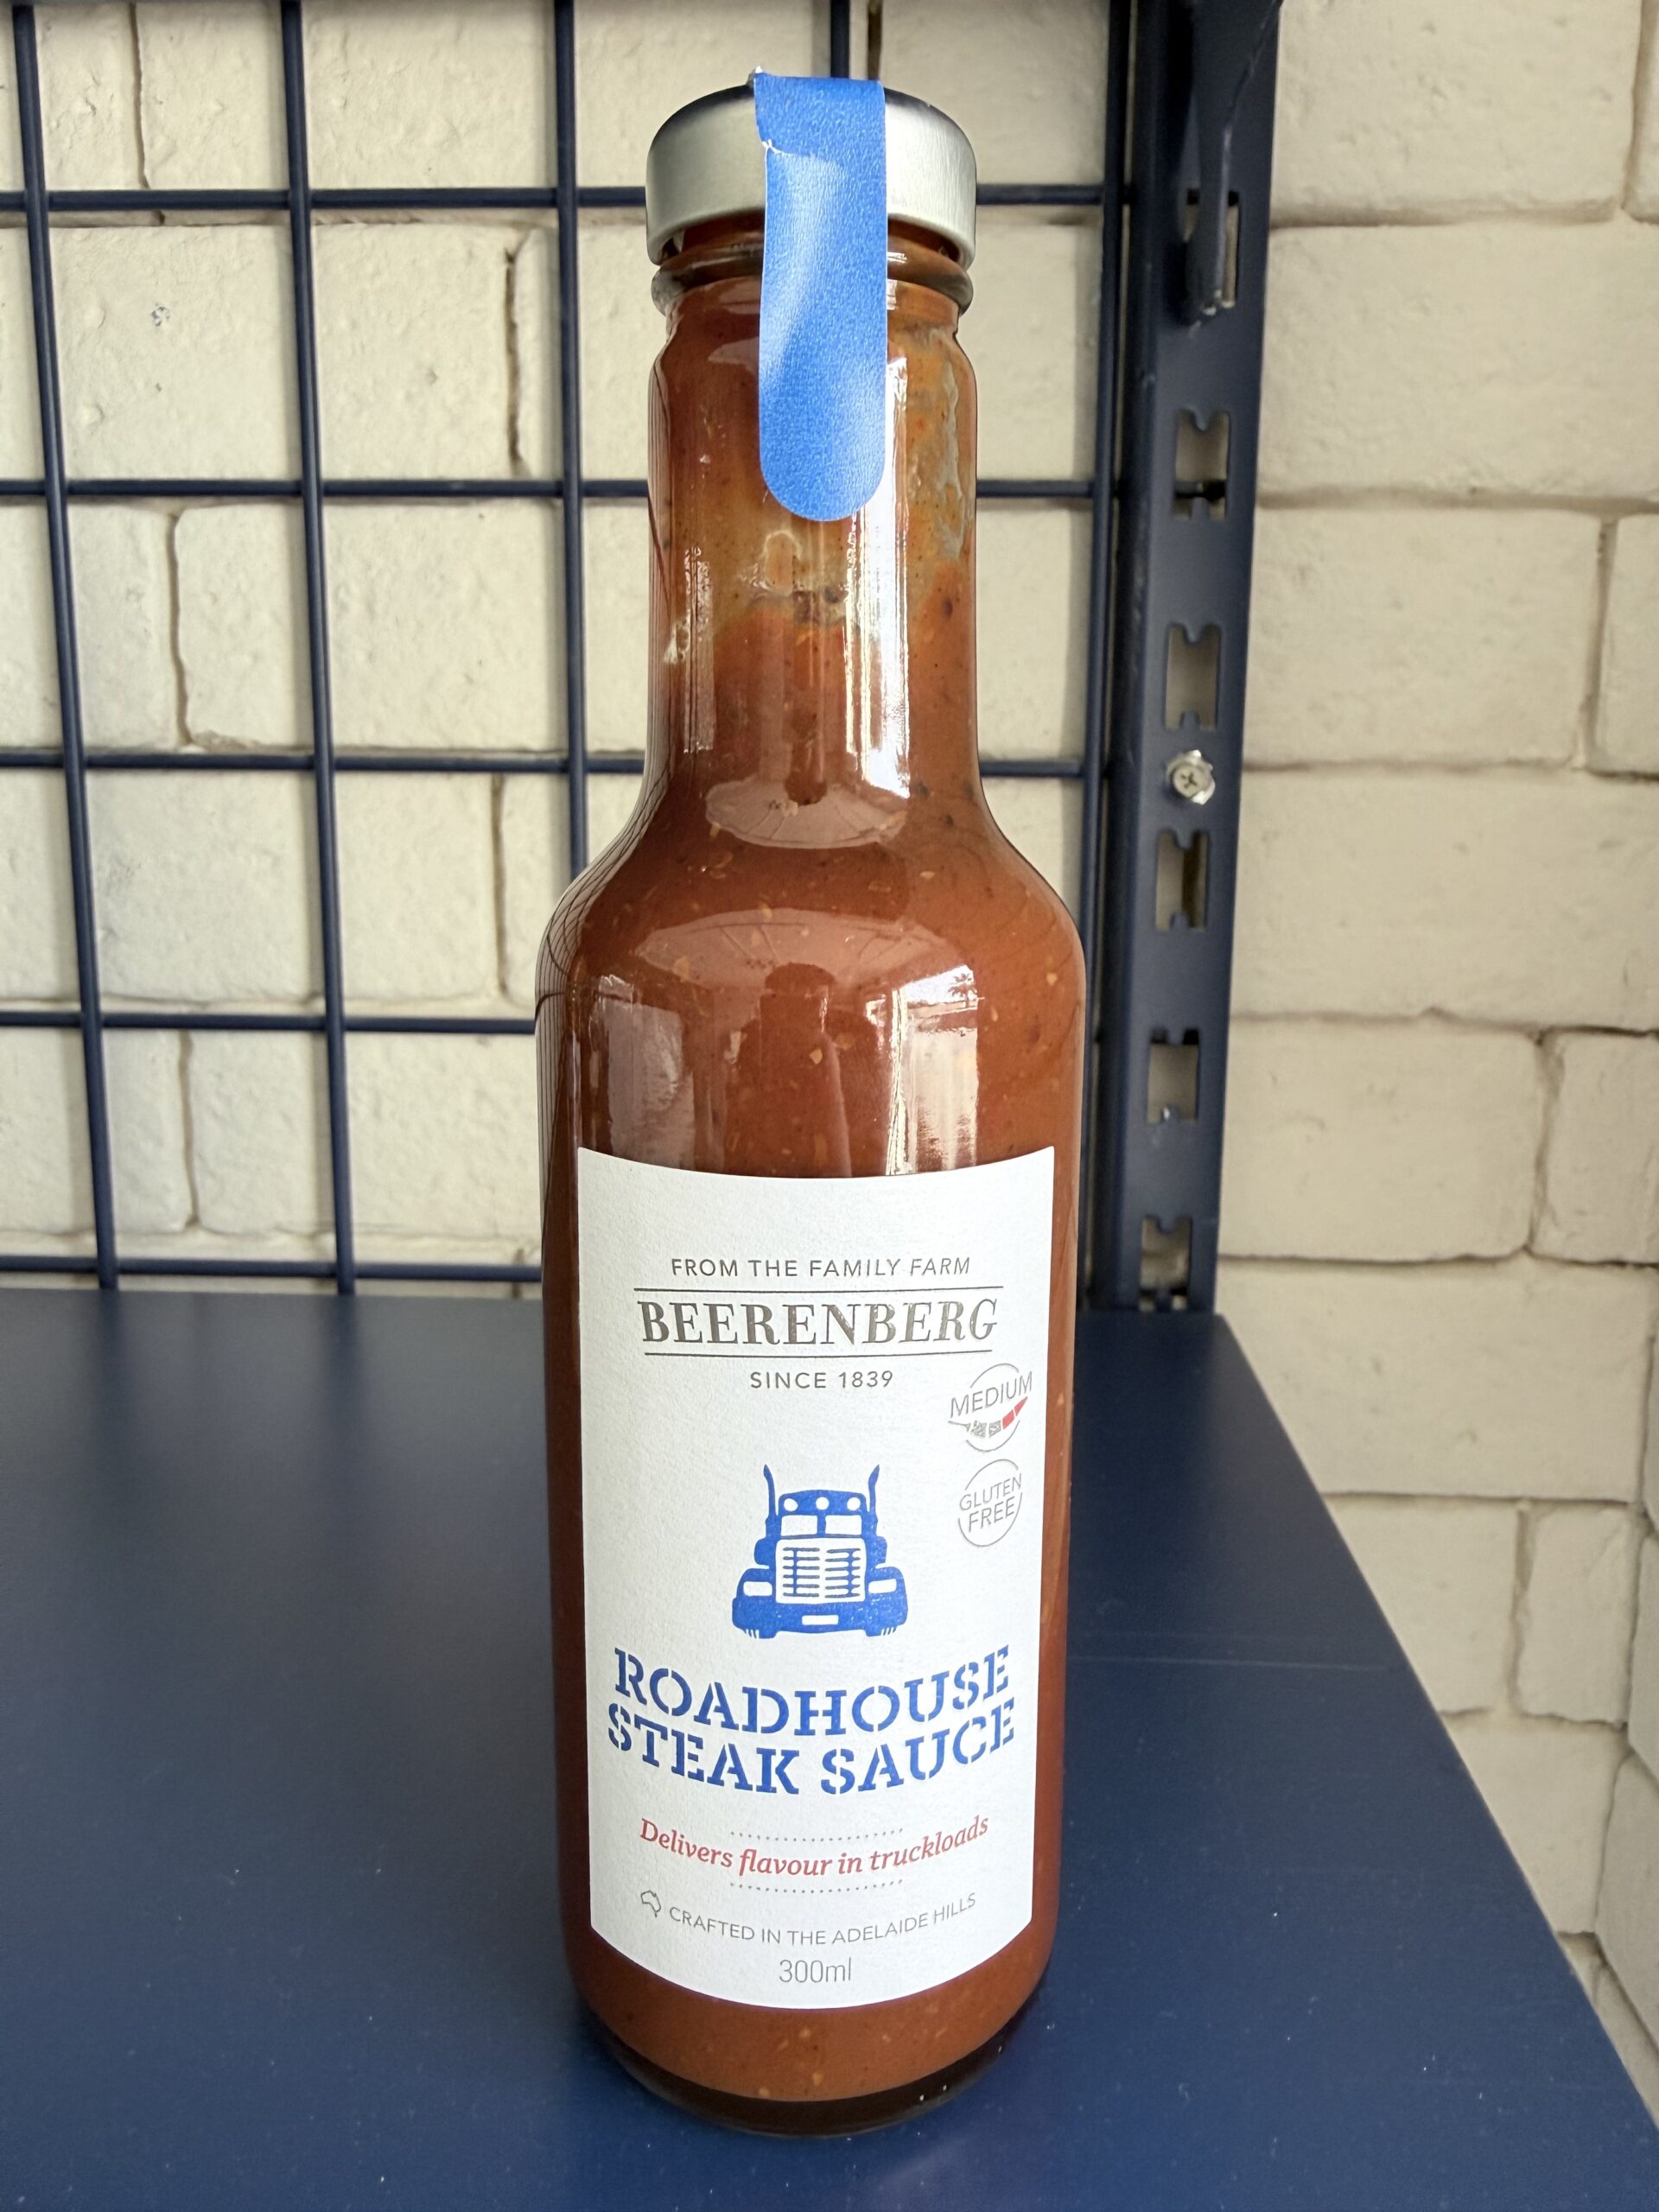 FROM THE FAMILY FARM
BEERENBERG
SINCE 1839
MEDIUM
GLUTEN
FREE
ROADHOUSE
STEAK SAUCE
Delivers flavour in truckloads
CRAFTED IN THE ADELAIDE HILLS
300ml